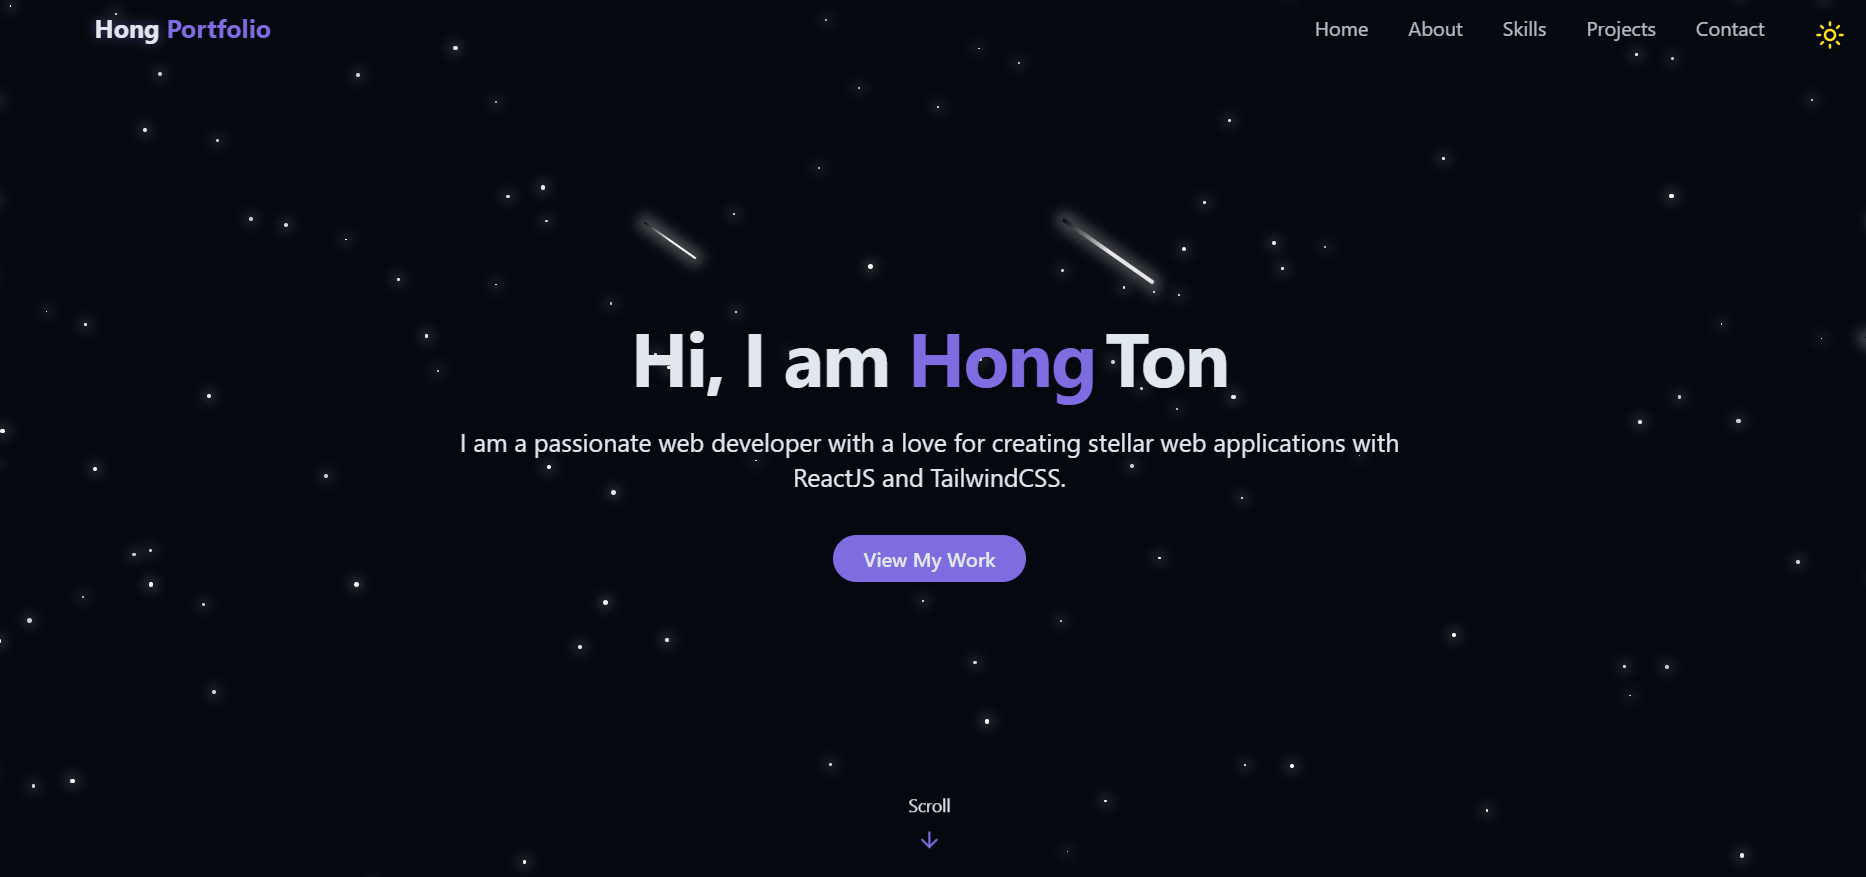 Hong Portfolio
Home About Skills Projects Contact
Hi, I am Hong Ton
I am a passionate web developer with a love for creating stellar web applications with
ReactJS and TailwindCSS.
View My Work
Scroll